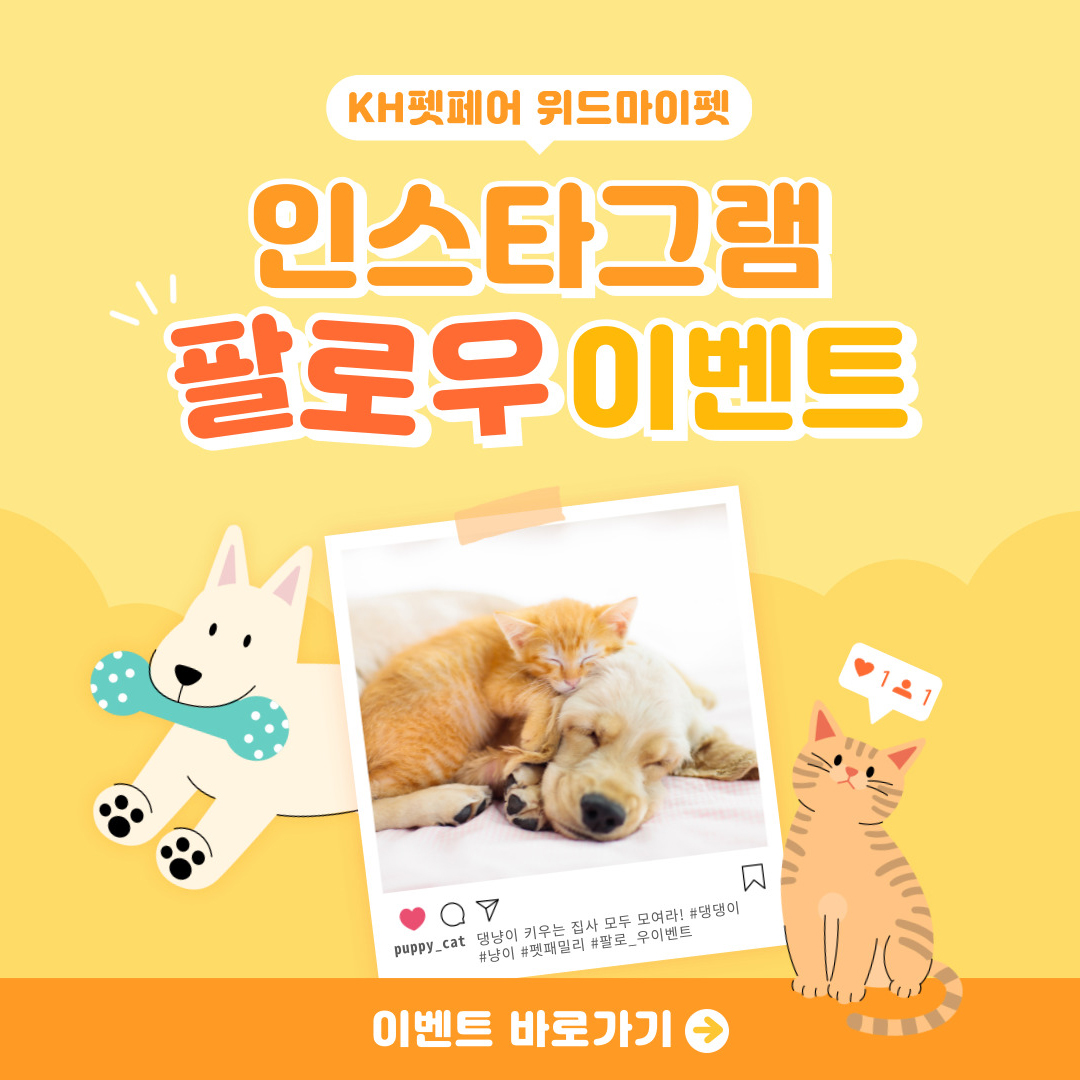 KH펫페어 위드마이펫
인스타그램
팔로우 이벤트
1 1
puppy_cat 댕냥이 키우는 집사 모두 모여라! #댕댕이
#냥이 #펫패밀리 #팔로_우이벤트
이벤트 바로가기